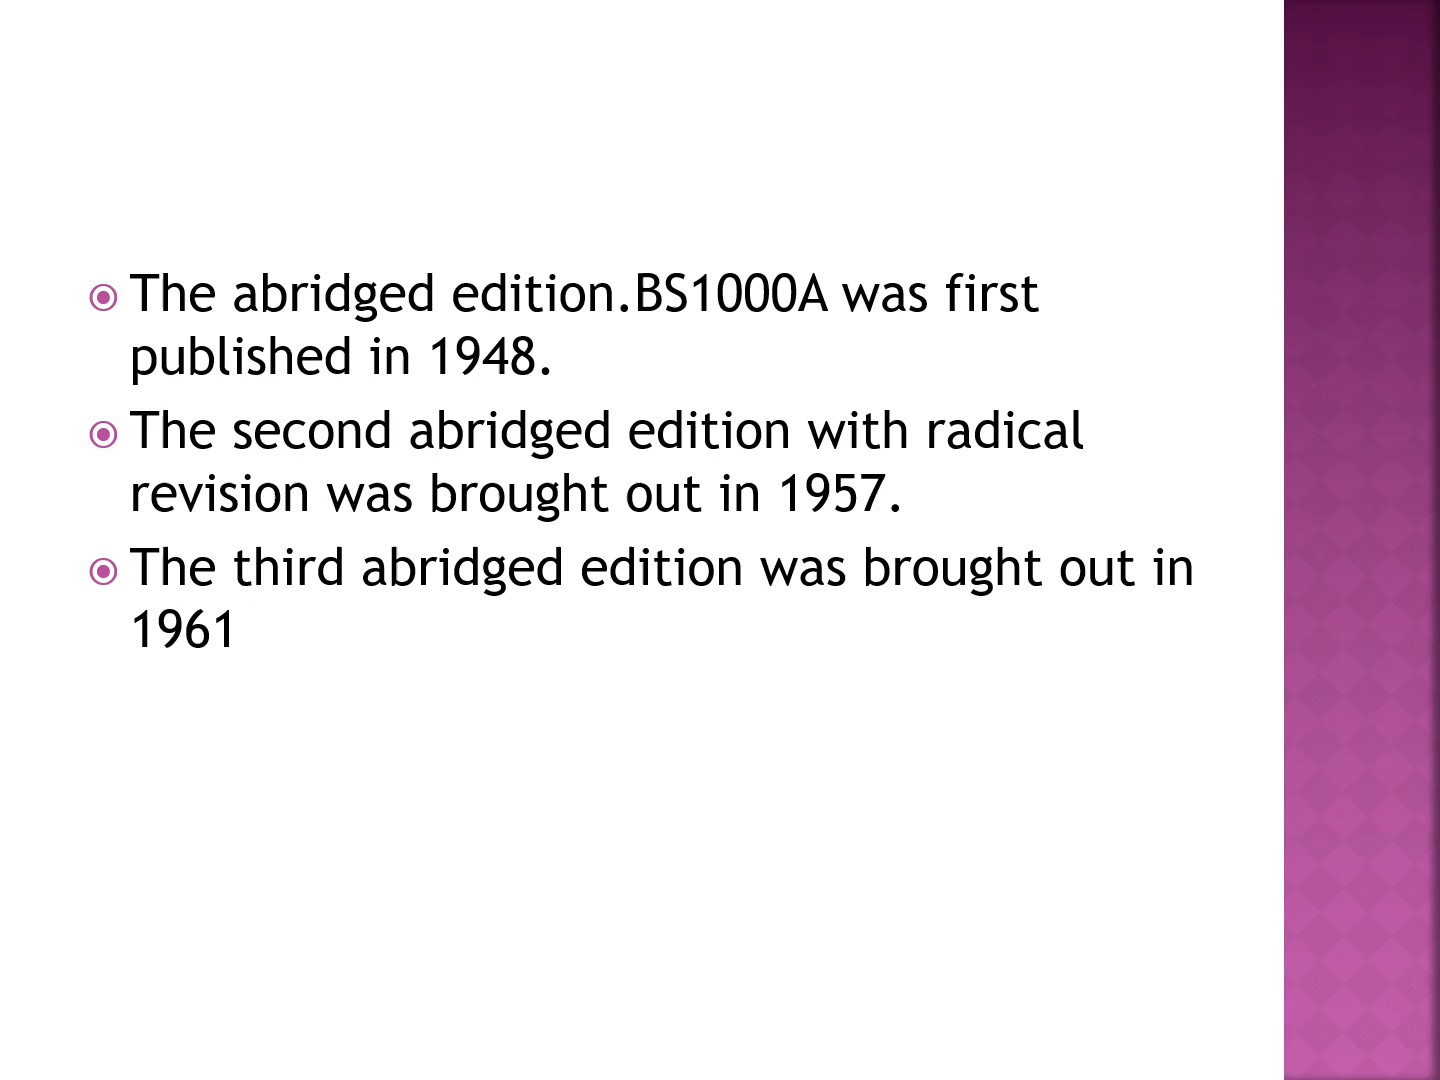 The abridged edition.BS1000A was first
published in 1948.
The second abridged edition with radical
revision was brought out in 1957.
The third abridged edition was brought out in
1961